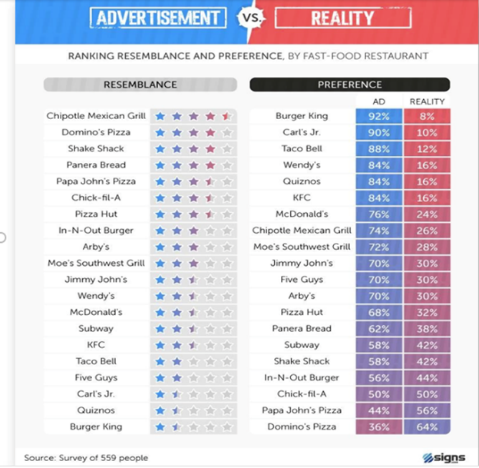 ADVERTISEMENT VS. REALITY
RANKING RESEMBLANCE AND PREFERENCE, BY FAST-FOOD RESTAURANT
RESEMBLANCE
Chipotle Mexican Grill
Domino's Pizza
Shake Shack
Panera Bread
Papa John's Pizza
Chick-fil-A
Pizza Hut
In-N-Out Burger
Arby's
Moe's Southwest Grill
Jimmy John's
Wendy's
McDonald's
Subway
KFC
Taco Bell
Five Guys
Carl's Jr.
Quiznos
Burger King
PREFERENCE
AD REALITY
Burger King 92% 8%
Carl's Jr. 90% 10%
Taco Bell 88% 12%
Wendy's 84% 16%
Quiznos 84% 16%
KFC 84% 16%
McDonald's 76% 24%
Chipotle Mexican Grill 74% 26%
Moe's Southwest Grill 72% 28%
Jimmy John's 70% 30%
Five Guys 70% 30%
Arby's 70% 30%
Pizza Hut 68% 32%
Panera Bread 62% 38%
Subway 58% 42%
Shake Shack 58% 42%
In-N-Out Burger 56% 44%
Chick-fil-A 50% 50%
Papa John's Pizza 44% 56%
Domino's Pizza 36% 64%
Source: Survey of 559 people
signs